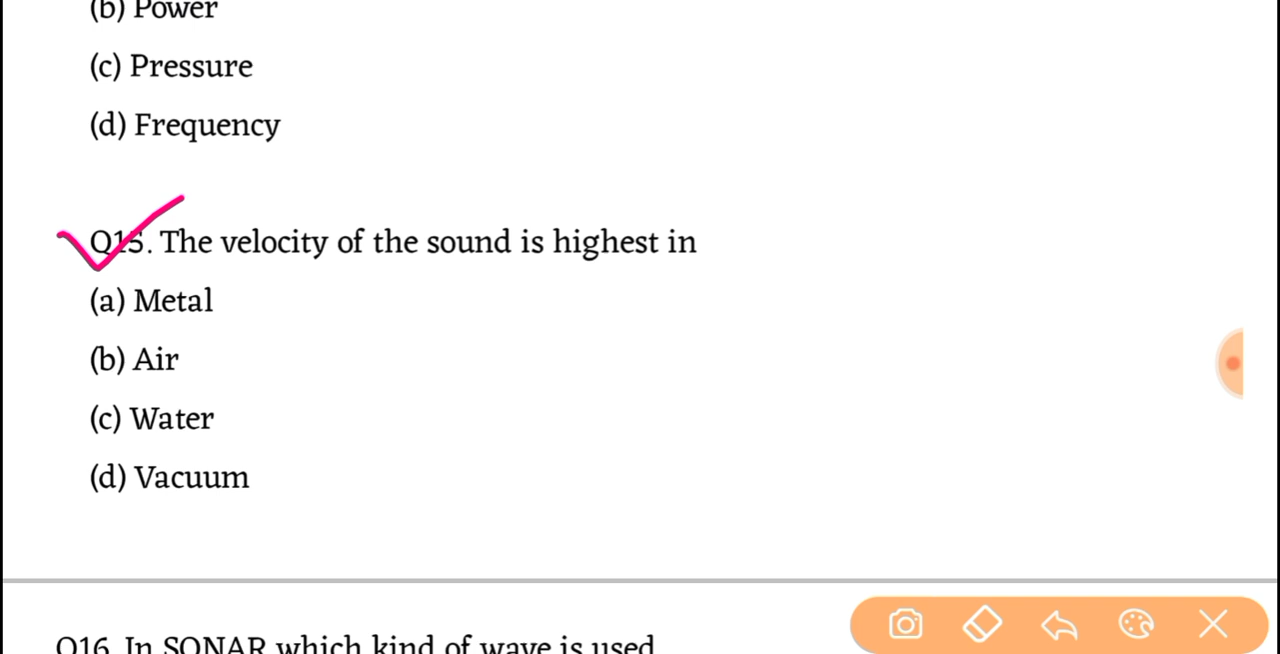 (b) Power
(c) Pressure
(d) Frequency
Q15. The velocity of the sound is highest in
(a) Metal
(b) Air
(c) Water
(d) Vacuum
Q16. In SONAR which kind of wave is used